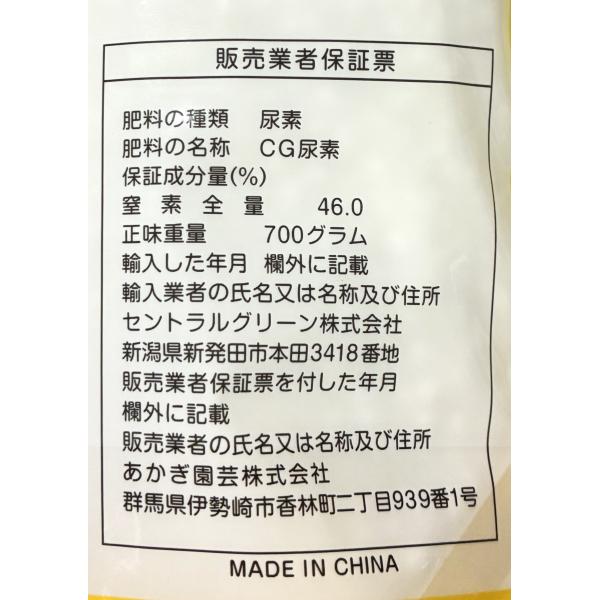 販売業者保証票
肥料の種類 尿素
肥料の名称 CG尿素
保証成分量(%)
窒素全量 46.0
正味重量 700グラム
輸入した年月 欄外に記載
輸入業者の氏名又は名称及び住所
セントラルグリーン株式会社
新潟県新発田市本田3418番地
販売業者保証票を付した年月
欄外に記載
販売業者の氏名又は名称及び住所
あかぎ園芸株式会社
群馬県伊勢崎市香林町二丁目939番1号
MADE IN CHINA